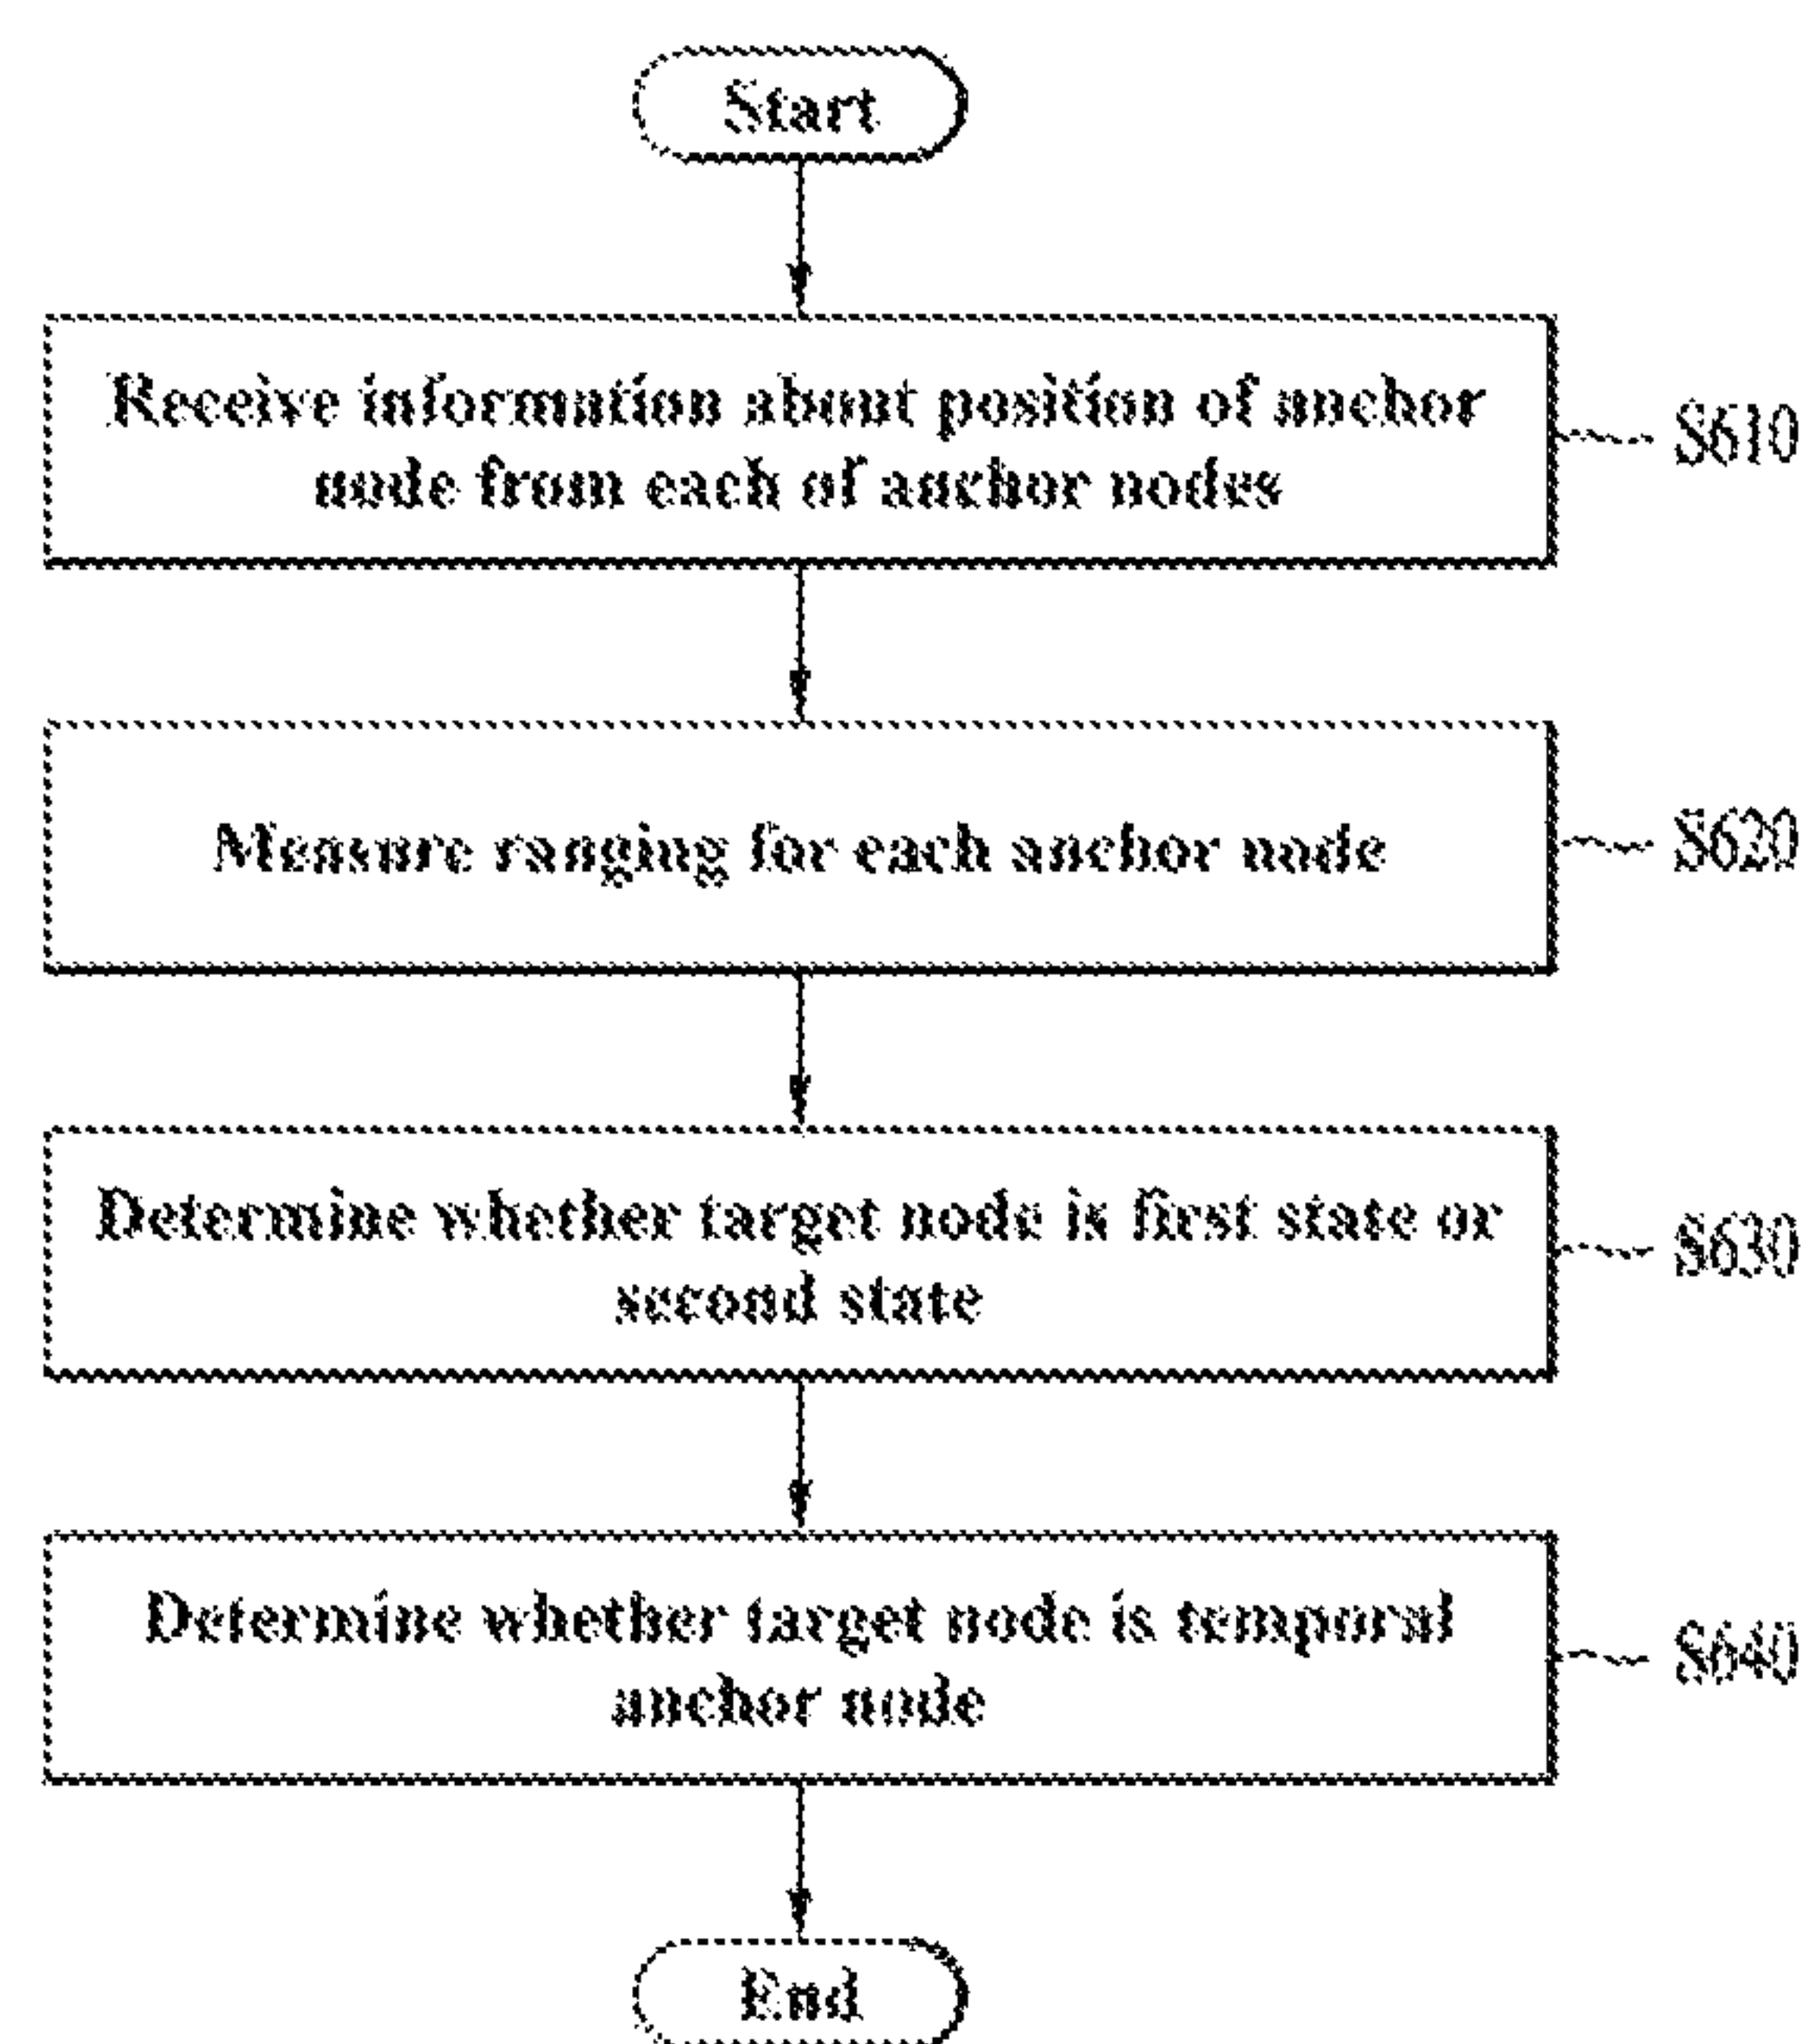 Start
Receive information about position of anchor
node from each of anchor nodes
S610
Measure ranging for each anchor node
S620
Determine whether target node is first state or
second state
S630
Determine whether target node is temporal
anchor node
S640
End